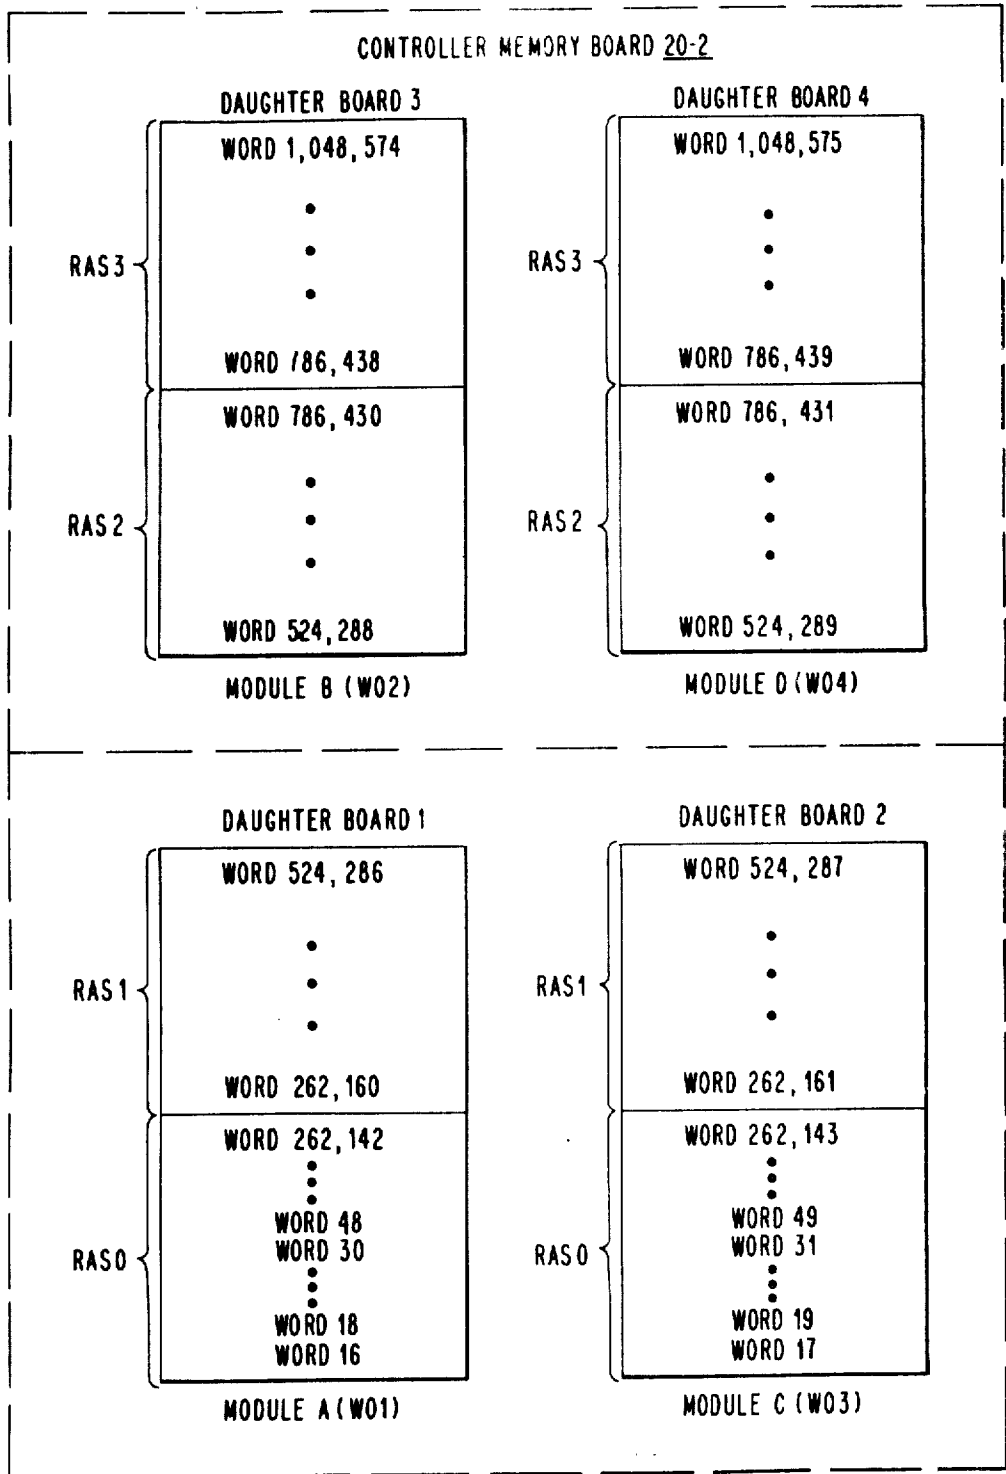 CONTROLLER MEMORY BOARD 20-2
DAUGHTER BOARD 3
WORD 1,048,574
RAS3
WORD 786,438
WORD 786,430
RAS2
WORD 524,288
MODULE B (W02)
DAUGHTER BOARD 4
WORD 1,048,575
RAS3
WORD 786,439
WORD 786,431
RAS2
WORD 524,289
MODULE D (W04)
DAUGHTER BOARD 1
WORD 524,286
RAS1
WORD 262,160
WORD 262,142
WORD 48
WORD 30
RAS0
WORD 18
WORD 16
MODULE A (W01)
DAUGHTER BOARD 2
WORD 524,287
RAS1
WORD 262,161
WORD 262,143
WORD 49
WORD 31
RAS0
WORD 19
WORD 17
MODULE C (W03)